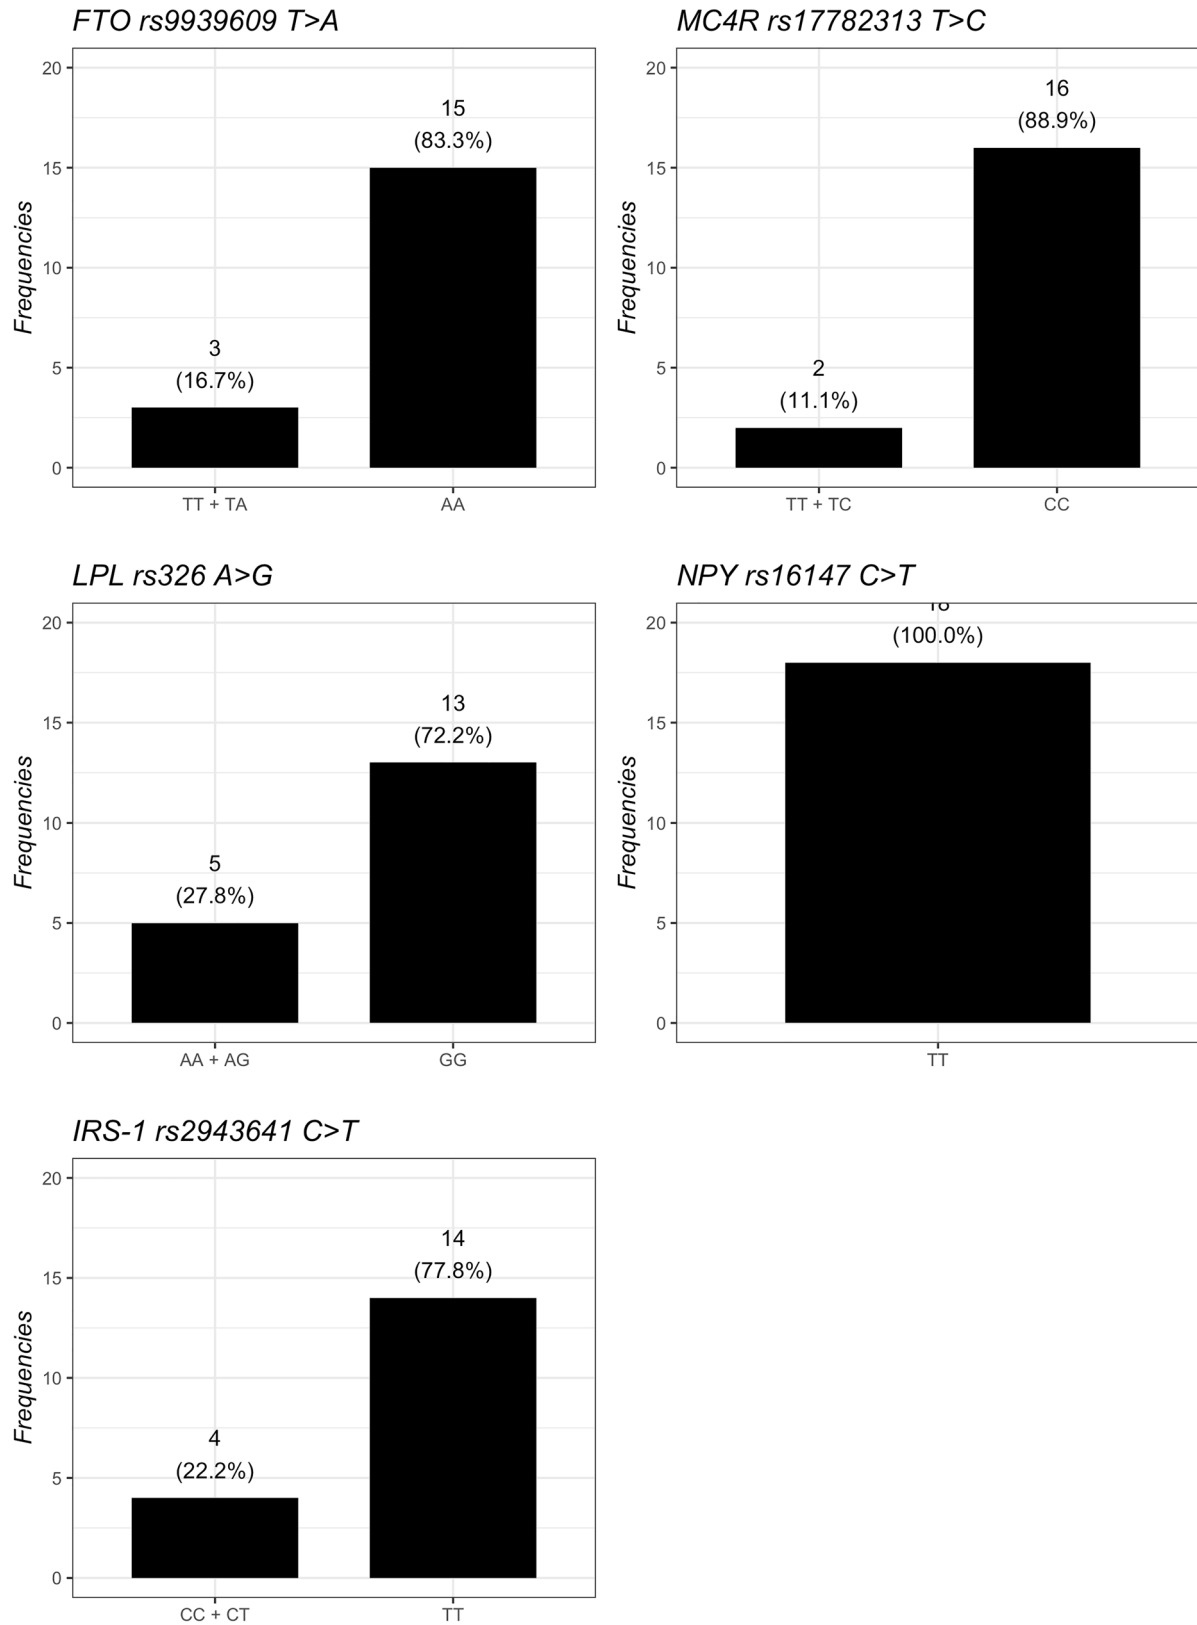 FTO rs9939609 T>A
Frequencies
20
15
10
5
0
15
(83.3%)
3
(16.7%)
TT + TA
AA
MC4R rs17782313 T>C
Frequencies
20
15
10
5
0
16
(88.9%)
2
(11.1%)
TT + TC
CC
LPL rs326 A>G
Frequencies
20
15
10
5
0
13
(72.2%)
5
(27.8%)
AA + AG
GG
NPY rs16147 C>T
Frequencies
20
15
10
5
0
18
(100.0%)
TT
IRS-1 rs2943641 C>T
Frequencies
20
15
10
5
0
14
(77.8%)
4
(22.2%)
CC + CT
TT